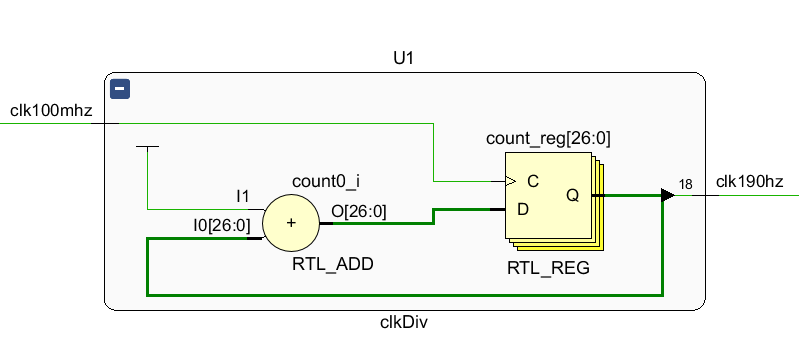 U1
clk100mhz
count_reg[26:0]
C
18
clk190hz
I1
count0_i
Q
I0[26:0]
+
O[26:0]
D
RTL_ADD
RTL_REG
clkDiv